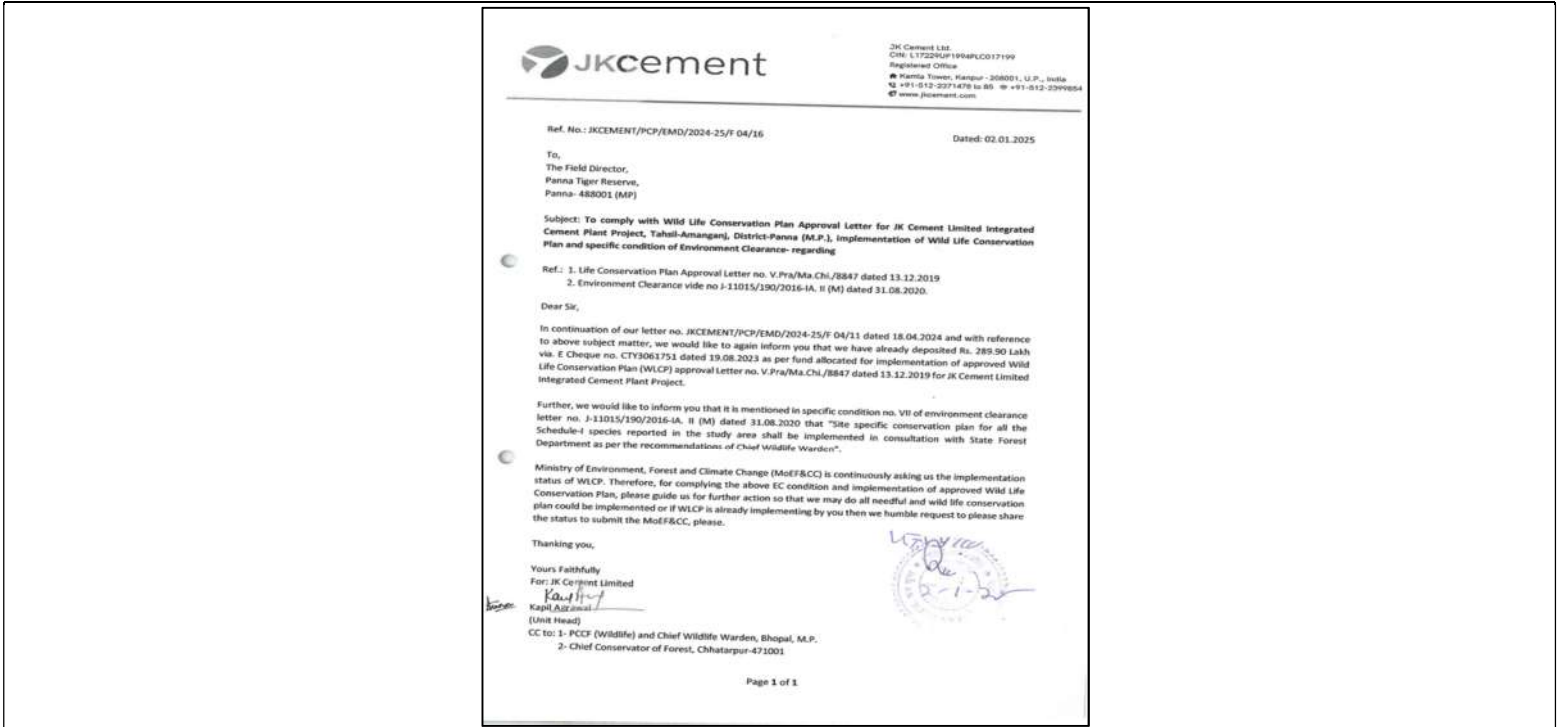 JKcement
JK Cement Ltd.
CIN: L17229UP1994PLC017199
Registered Office
Kamla Tower, Kanpur - 208001, U.P., India
+91-512-2371478 to 85 +91-512-2399854
www.jkcement.com
Ref. No.: JKCEMENT/PCP/EMD/2024-25/F 04/16
Dated: 02.01.2025
To,
The Field Director,
Panna Tiger Reserve,
Panna- 488001 (MP)
Subject: To comply with Wild Life Conservation Plan Approval Letter for JK Cement Limited Integrated
Cement Plant Project, Tahsil-Amanganj, District-Panna (M.P.), Implementation of Wild Life Conservation
Plan and specific condition of Environment Clearance- regarding
Ref.: 1. Life Conservation Plan Approval Letter no. V.Pra/Ma.Chi./8847 dated 13.12.2019
2. Environment Clearance vide no J-11015/190/2016-IA. II (M) dated 31.08.2020.
Dear Sir,
In continuation of our letter no. JKCEMENT/PCP/EMD/2024-25/F 04/11 dated 18.04.2024 and with reference
to above subject matter, we would like to again inform you that we have already deposited Rs. 289.90 Lakh
via. E Cheque no. CTY3061751 dated 19.08.2023 as per fund allocated for implementation of approved Wild
Life Conservation Plan (WLCP) approval Letter no. V.Pra/Ma.Chi./8847 dated 13.12.2019 for JK Cement Limited
Integrated Cement Plant Project.
Further, we would like to inform you that it is mentioned in specific condition no. VII of environment clearance
letter no. J-11015/190/2016-IA. II (M) dated 31.08.2020 that "Site specific conservation plan for all the
Schedule-I species reported in the study area shall be implemented in consultation with State Forest
Department as per the recommendations of Chief Wildlife Warden".
Ministry of Environment, Forest and Climate Change (MoEF&CC) is continuously asking us the implementation
status of WLCP. Therefore, for complying the above EC condition and implementation of approved Wild Life
Conservation Plan, please guide us for further action so that we may do all needful and wild life conservation
plan could be implemented or if WLCP is already implementing by you then we humble request to please share
the status to submit the MoEF&CC, please.
Thanking you,
Yours Faithfully
For: JK Cement Limited
Kapil Agrawal
(Unit Head)
CC to: 1- PCCF (Wildlife) and Chief Wildlife Warden, Bhopal, M.P.
2- Chief Conservator of Forest, Chhatarpur-471001
Page 1 of 1